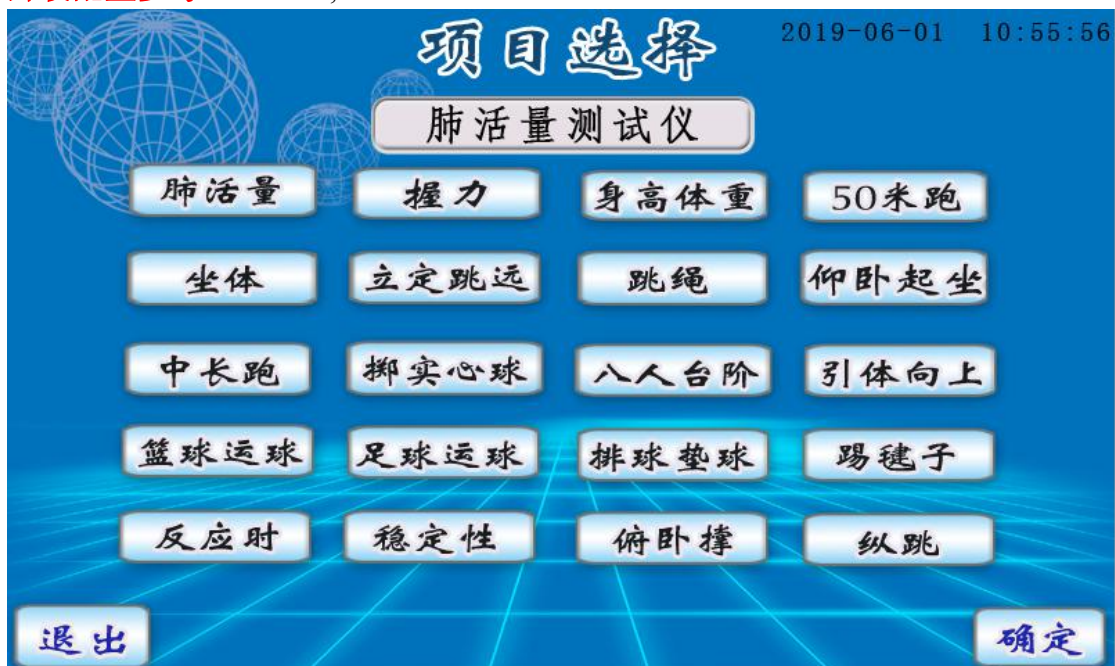 项目选择 2019-06-01 10:55:56
肺活量测试仪
肺活量 握力 身高体重 50米跑
坐体 立定跳远 跳绳 仰卧起坐
中长跑 掷实心球 八人台阶 引体向上
篮球运球 足球运球 排球垫球 踢毽子
反应时 稳定性 俯卧撑 纵跳
退出 确定